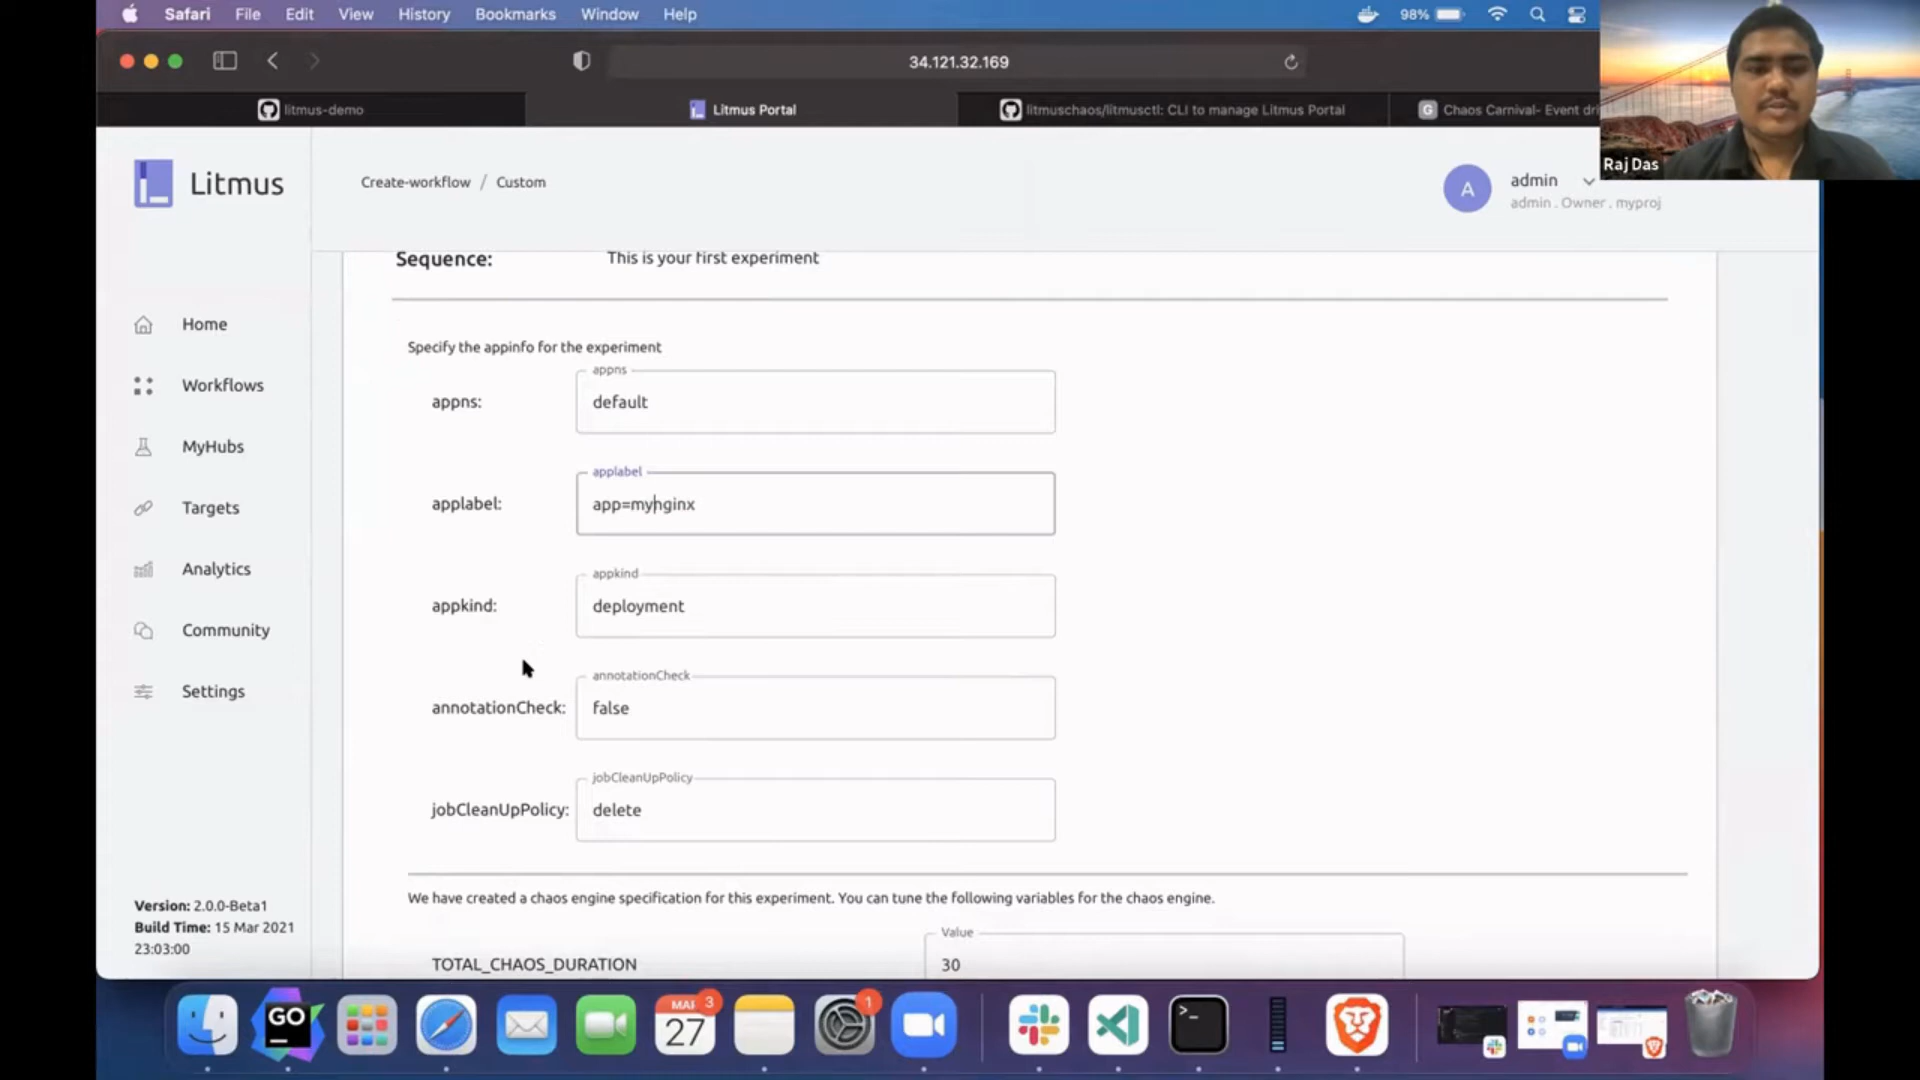 Safari File Edit View History Bookmarks Window Help 98%
34.121.32.169
litmus-demo Litmus Portal litmuschaos/litmusctl: CLI to manage Litmus Portal Chaos Carnival- Event dri
Raj Das
Litmus
Create-workflow / Custom
A admin
admin . Owner . myproj
Sequence: This is your first experiment
Home
Workflows
MyHubs
Targets
Analytics
Community
Settings
Version: 2.0.0-Beta1
Build Time: 15 Mar 2021
23:03:00
Specify the appinfo for the experiment
appns
appns: default
applabel
applabel: app=mynginx
appkind
appkind: deployment
annotationCheck
annotationCheck: false
jobCleanUpPolicy
jobCleanUpPolicy: delete
We have created a chaos engine specification for this experiment. You can tune the following variables for the chaos engine.
Value
TOTAL_CHAOS_DURATION 30
GO
MAR 3
27
1
>_